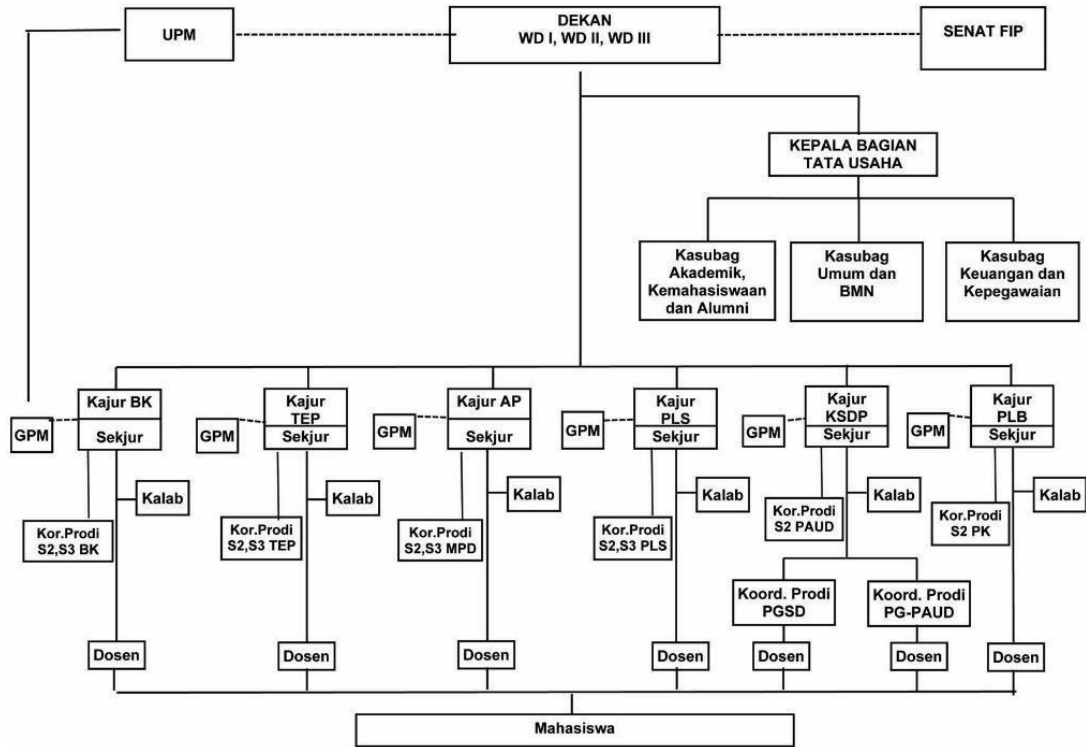 UPM
DEKAN
WD I, WD II, WD III
SENAT FIP
KEPALA BAGIAN
TATA USAHA
Kasubag
Akademik,
Kemahasiswaan
dan Alumni
Kasubag
Umum dan
BMN
Kasubag
Keuangan dan
Kepegawaian
GPM
Kajur BK
Sekjur
GPM
Kajur
TEP
Sekjur
GPM
Kajur AP
Sekjur
GPM
Kajur
PLS
Sekjur
GPM
Kajur
KSDP
Sekjur
GPM
Kajur
PLB
Sekjur
Kalab
Kalab
Kalab
Kalab
Kalab
Kalab
Kor.Prodi
S2,S3 BK
Kor.Prodi
S2,S3 TEP
Kor.Prodi
S2,S3 MPD
Kor.Prodi
S2,S3 PLS
Kor.Prodi
S2 PAUD
Kor.Prodi
S2 PK
Koord. Prodi
PGSD
Koord. Prodi
PG-PAUD
Dosen
Dosen
Dosen
Dosen
Dosen
Dosen
Dosen
Mahasiswa